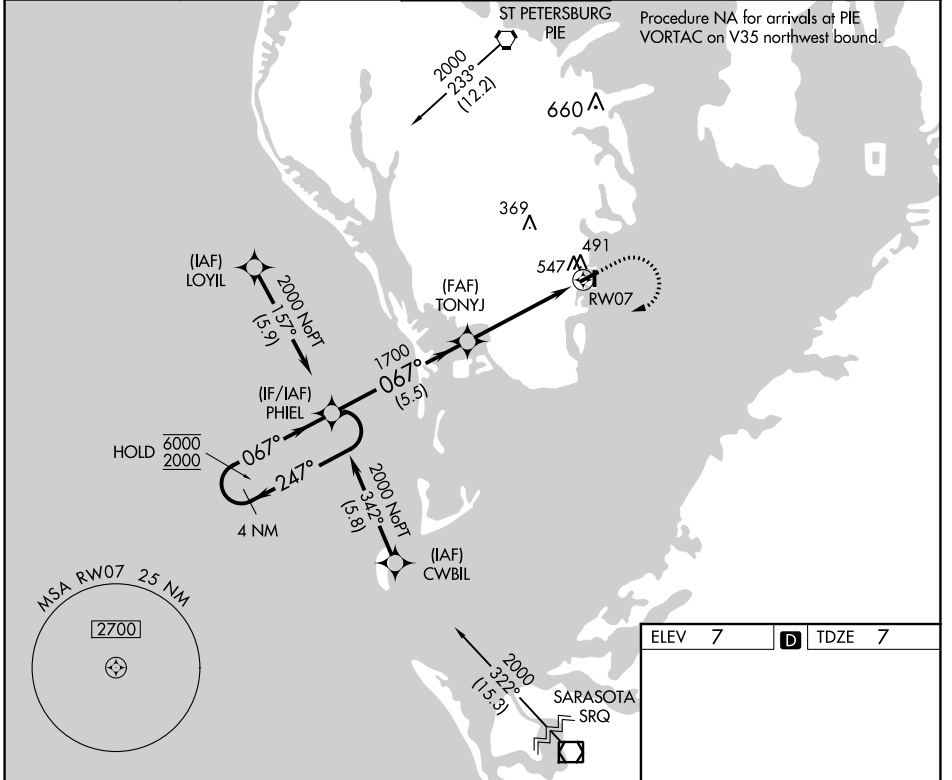 ST PETERSBURG
PIE
Procedure NA for arrivals at PIE
VORTAC on V35 northwest bound.
2000
233°
(12.2)
660
369
491
547
RW07
(IAF)
LOYIL
2000 NoPT
157°
(5.9)
(FAF)
TONYJ
1700
067°
(5.5)
(IF/IAF)
PHIEL
HOLD
6000
2000
067°
247°
4 NM
2000 NoPT
342°
(5.8)
(IAF)
CWBIL
MSA RW07 25 NM
2700
2000
322°
(15.3)
SARASOTA
SRQ
ELEV 7 D TDZE 7